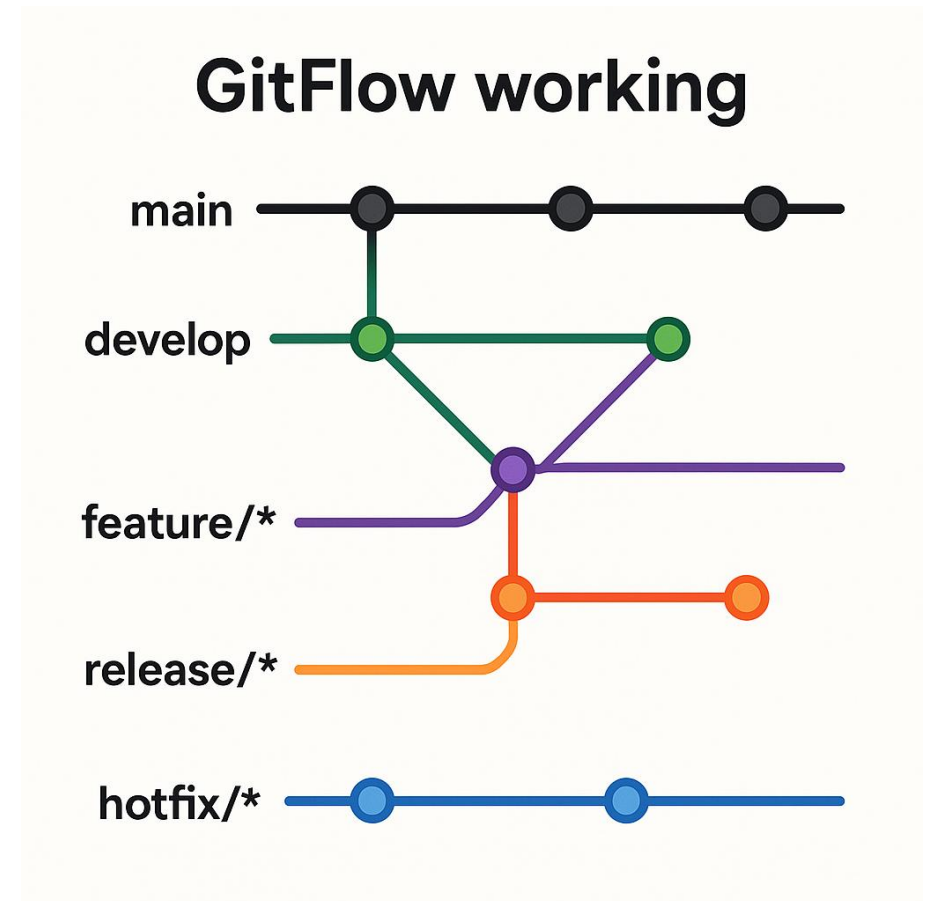 GitFlow working
main
develop
feature/*
release/*
hotfix/*